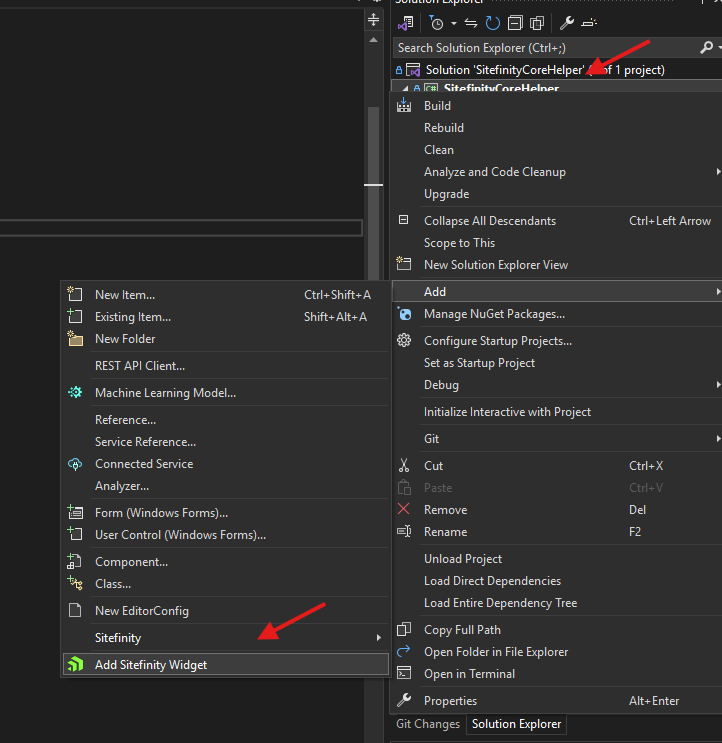 Solution Explorer
Search Solution Explorer (Ctrl+;)
Solution 'SitefinityCoreHelper' ( of 1 project)
SitefinityCoreHelper
Build
Rebuild
Clean
Analyze and Code Cleanup
Upgrade
Collapse All Descendants Ctrl+Left Arrow
Scope to This
New Solution Explorer View
Add
Manage NuGet Packages...
Configure Startup Projects...
Set as Startup Project
Debug
Initialize Interactive with Project
Git
Cut Ctrl+X
Paste Ctrl+V
Remove Del
Rename F2
Unload Project
Load Direct Dependencies
Load Entire Dependency Tree
Copy Full Path
Open Folder in File Explorer
Open in Terminal
Properties Alt+Enter
New Item... Ctrl+Shift+A
Existing Item... Shift+Alt+A
New Folder
REST API Client...
Machine Learning Model...
Reference...
Service Reference...
Connected Service
Analyzer...
Form (Windows Forms)...
User Control (Windows Forms)...
Component...
Class...
New EditorConfig
Sitefinity
Add Sitefinity Widget
Git Changes Solution Explorer